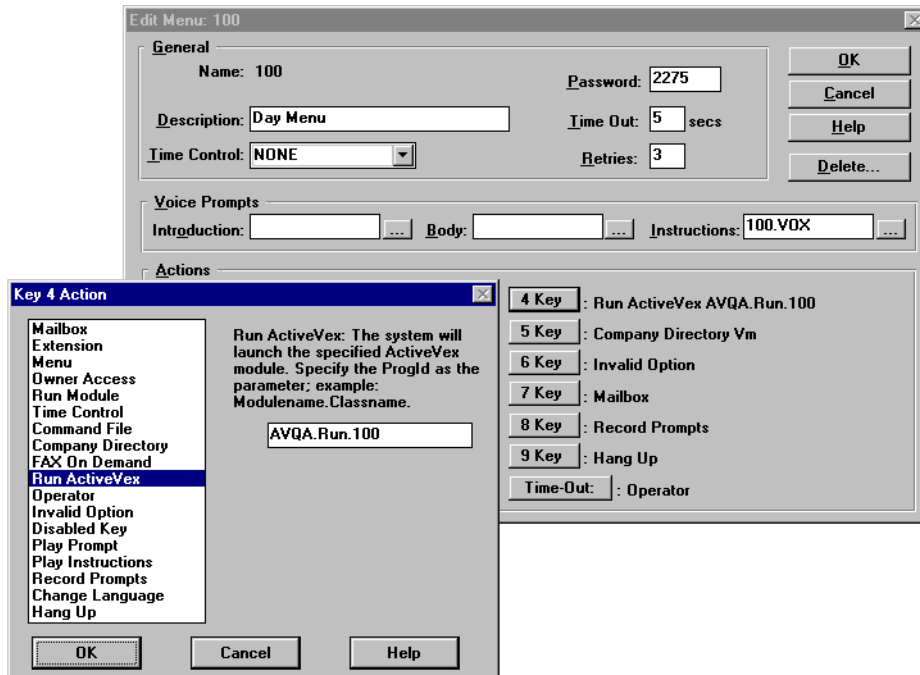 Edit Menu: 100
General
Name: 100
Password: 2275
OK
Cancel
Description: Day Menu
Time Out: 5 secs
Help
Time Control: NONE
Retries: 3
Delete...
Voice Prompts
Introduction: ... Body: ... Instructions: 100.VOX ...
Actions
4 Key : Run ActiveVex AVQA.Run.100
5 Key : Company Directory Vm
6 Key : Invalid Option
7 Key : Mailbox
8 Key : Record Prompts
9 Key : Hang Up
Time-Out: : Operator
Key 4 Action
Mailbox
Extension
Menu
Owner Access
Run Module
Time Control
Command File
Company Directory
FAX On Demand
Run ActiveVex
Operator
Invalid Option
Disabled Key
Play Prompt
Play Instructions
Record Prompts
Change Language
Hang Up
Run ActiveVex: The system will
launch the specified ActiveVex
module. Specify the ProgId as the
parameter; example:
Modulename.Classname.
AVQA.Run.100
OK Cancel Help